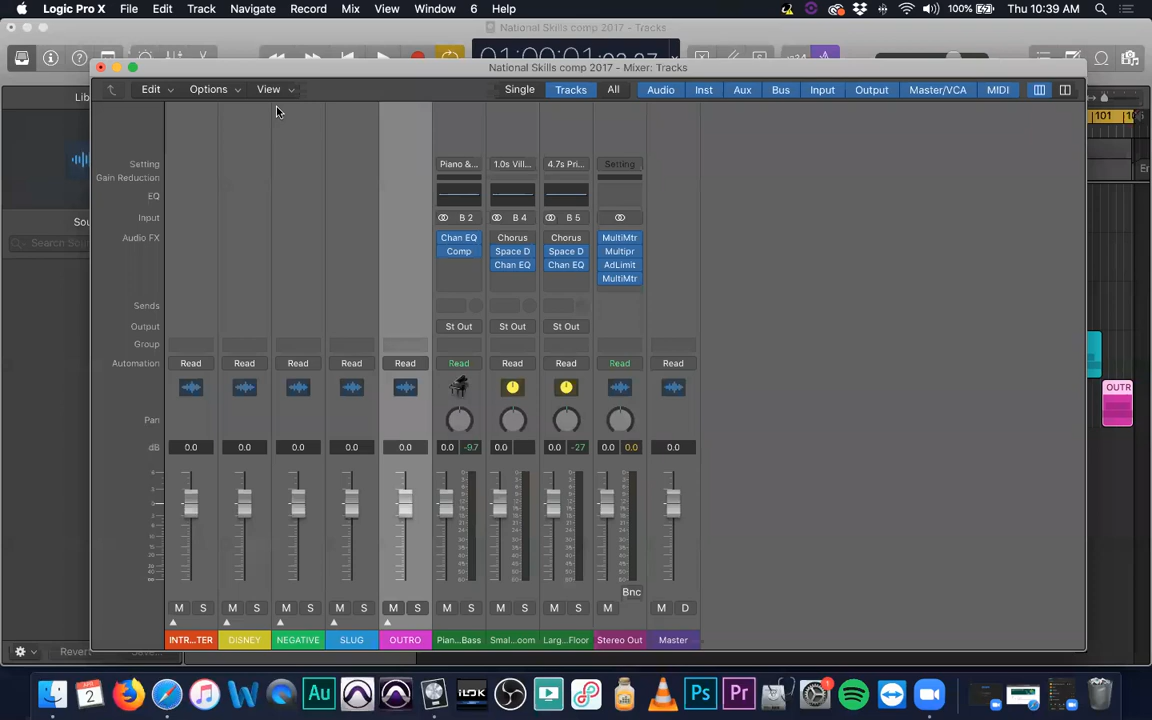 Logic Pro X File Edit Track Navigate Record Mix View Window 6 Help 100% Thu 10:39 AM
National Skills comp 2017 - Tracks
National Skills comp 2017 - Mixer: Tracks
Edit Options View Single Tracks All Audio Inst Aux Bus Input Output Master/VCA MIDI
101
Setting Piano &... 1.0s Vill... 4.7s Pri... Setting
Gain Reduction
EQ
Input B 2 B 4 B 5
Audio FX Chan EQ Chorus Chorus MultiMtr
Comp Space D Space D Multipr
Chan EQ Chan EQ AdLimit
MultiMtr
Sends
Output St Out St Out St Out
Group
Automation Read Read Read Read Read Read Read Read Read Read
Pan
dB 0.0 0.0 0.0 0.0 0.0 0.0 -9.7 0.0 0.0 -27 0.0 0.0 0.0
OUTR
Bnc
M S M S M S M S M S M S M S M S M M D
INTR...TER DISNEY NEGATIVE SLUG OUTRO Pian...Bass Smal...oom Larg...Floor Stereo Out Master
Revert